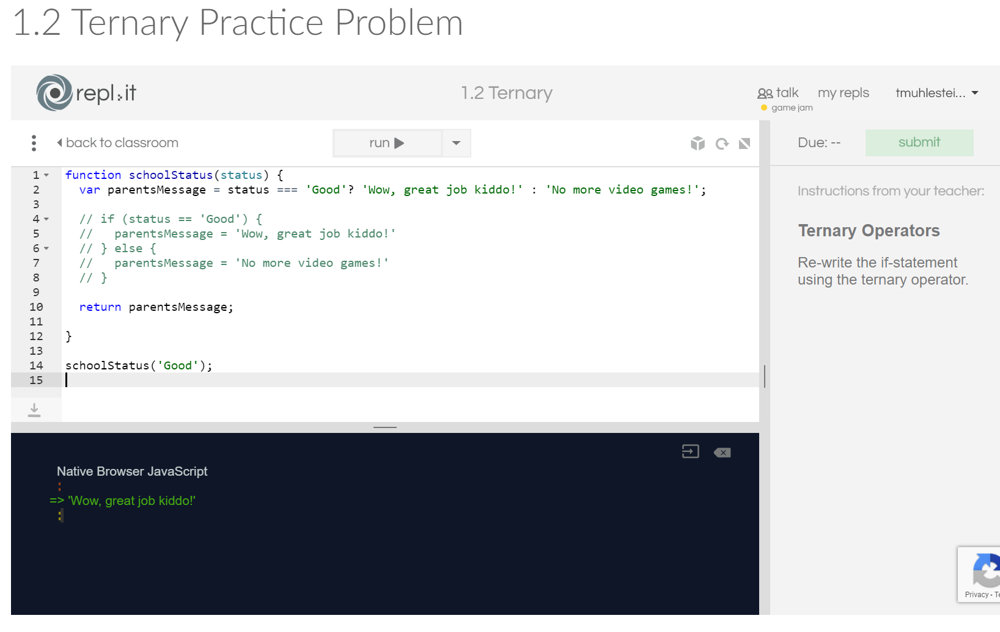 1.2 Ternary Practice Problem
repl.it
1.2 Ternary
talk
my repls
tmuhlestei...
game jam
back to classroom
run
Due: --
submit
1 function schoolStatus(status) {
2   var parentsMessage = status === 'Good'? 'Wow, great job kiddo!' : 'No more video games!';
3
4   // if (status == 'Good') {
5   //   parentsMessage = 'Wow, great job kiddo!'
6   // } else {
7   //   parentsMessage = 'No more video games!'
8   // }
9
10   return parentsMessage;
11
12 }
13
14 schoolStatus('Good');
15
Instructions from your teacher:
Ternary Operators
Re-write the if-statement
using the ternary operator.
Native Browser JavaScript
=> 'Wow, great job kiddo!'
Privacy - Te